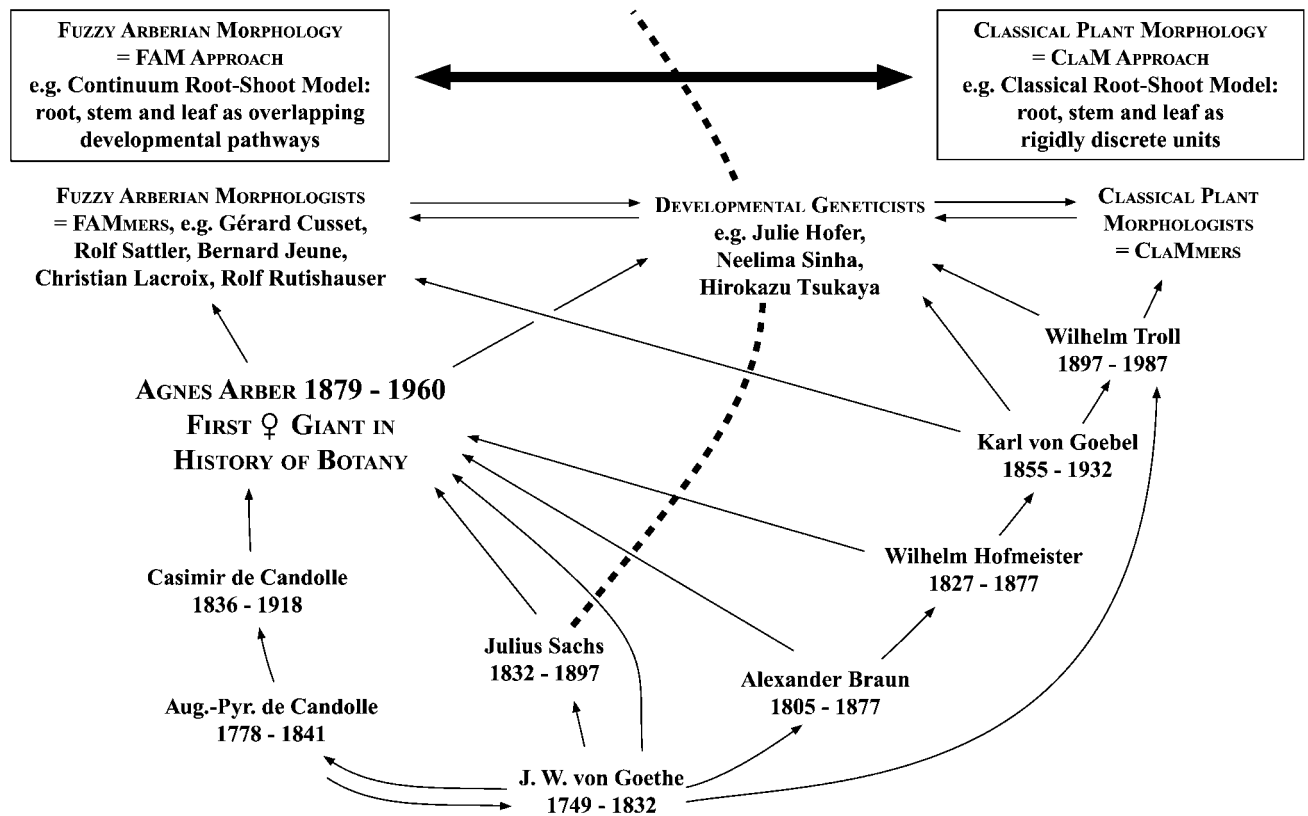 FUZZY ARBERIAN MORPHOLOGY
= FAM APPROACH
e.g. Continuum Root-Shoot Model:
root, stem and leaf as overlapping
developmental pathways
CLASSICAL PLANT MORPHOLOGY
= CLAM APPROACH
e.g. Classical Root-Shoot Model:
root, stem and leaf as
rigidly discrete units
FUZZY ARBERIAN MORPHOLOGISTS
= FAMMERS, e.g. Gérard Cusset,
Rolf Sattler, Bernard Jeune,
Christian Lacroix, Rolf Rutishauser
DEVELOPMENTAL GENETICISTS
e.g. Julie Hofer,
Neelima Sinha,
Hirokazu Tsukaya
CLASSICAL PLANT
MORPHOLOGISTS
= CLAMMERS
Wilhelm Troll
1897 - 1987
AGNES ARBER 1879 - 1960
FIRST ♀ GIANT IN
HISTORY OF BOTANY
Karl von Goebel
1855 - 1932
Wilhelm Hofmeister
1827 - 1877
Casimir de Candolle
1836 - 1918
Julius Sachs
1832 - 1897
Alexander Braun
1805 - 1877
Aug.-Pyr. de Candolle
1778 - 1841
J. W. von Goethe
1749 - 1832